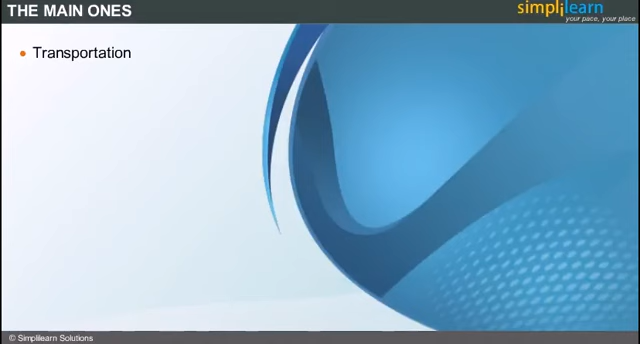 THE MAIN ONES
simplilearn
your pace, your place
• Transportation
© Simplilearn Solutions